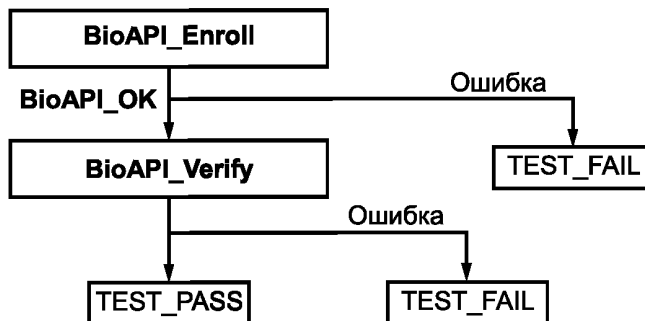 BioAPI_Enroll
Ошибка
BioAPI_OK
BioAPI_Verify
TEST_FAIL
Ошибка
TEST_PASS
TEST_FAIL